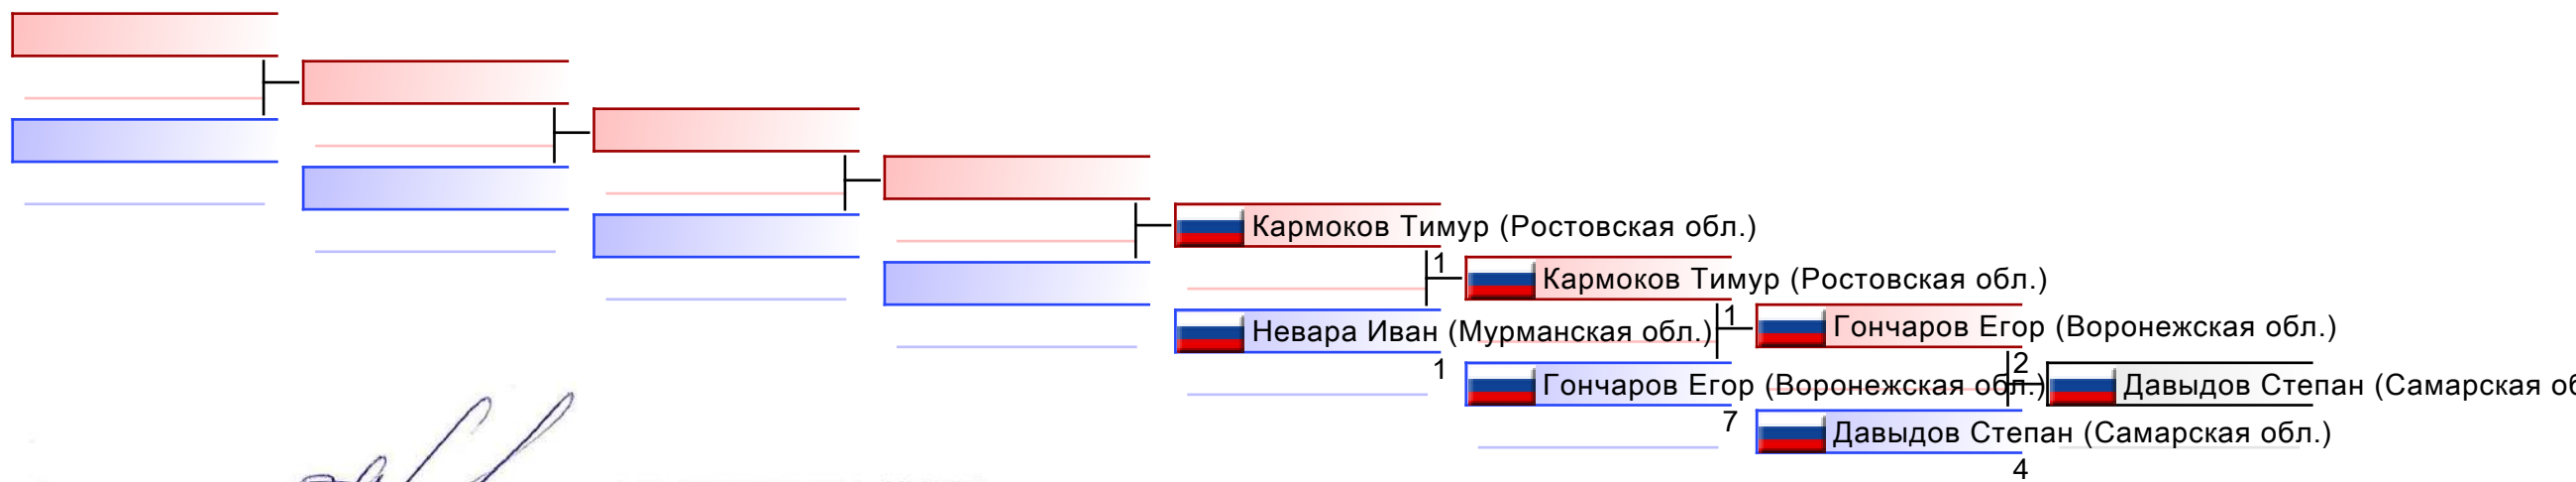 Кармоков Тимур (Ростовская обл.)
1
Кармоков Тимур (Ростовская обл.)
Невара Иван (Мурманская обл.)
1
1
Гончаров Егор (Воронежская обл.)
Гончаров Егор (Воронежская обл.)
7
2
Давыдов Степан (Самарская об
Давыдов Степан (Самарская обл.)
4